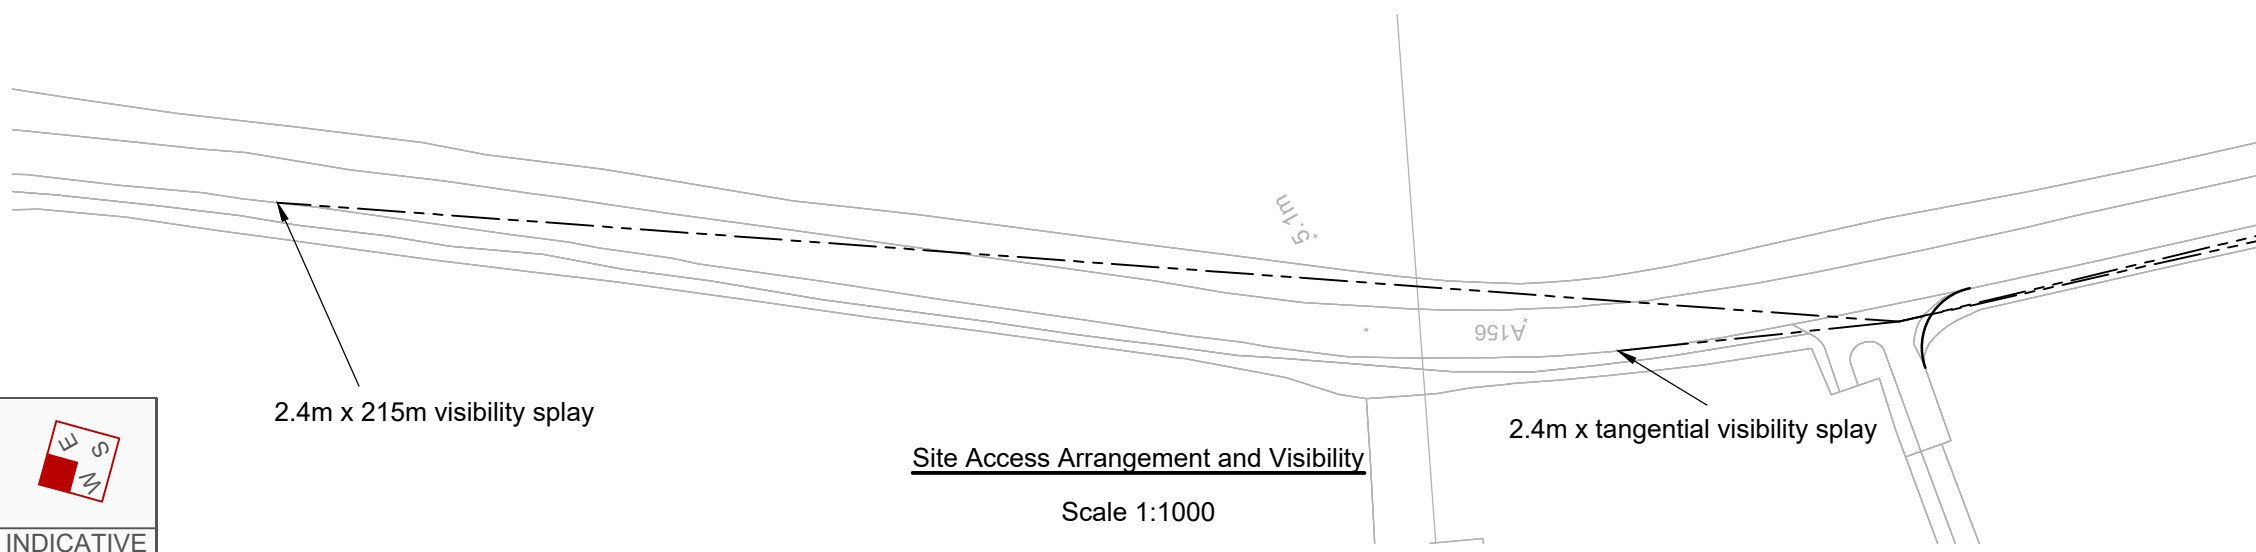 5.1m
A156
2.4m x 215m visibility splay
2.4m x tangential visibility splay
Site Access Arrangement and Visibility
Scale 1:1000
E
S
W
INDICATIVE